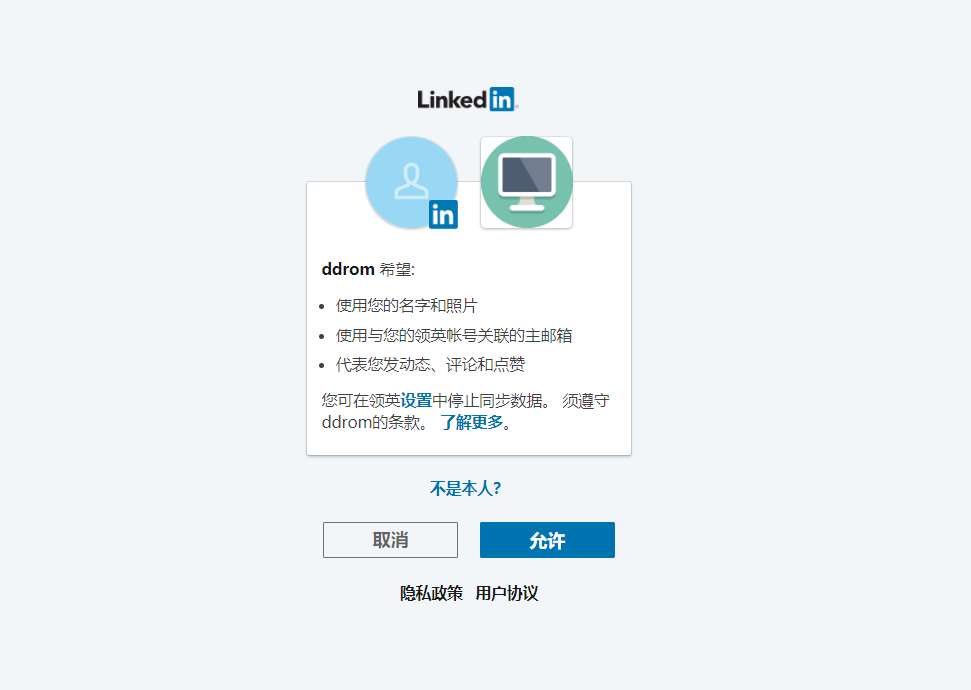 Linked in
in
ddrom 希望:
使用您的名字和照片
使用与您的领英帐号关联的主邮箱
代表您发动态、评论和点赞
您可在领英设置中停止同步数据。 须遵守
ddrom的条款。 了解更多。
不是本人?
取消 允许
隐私政策 用户协议